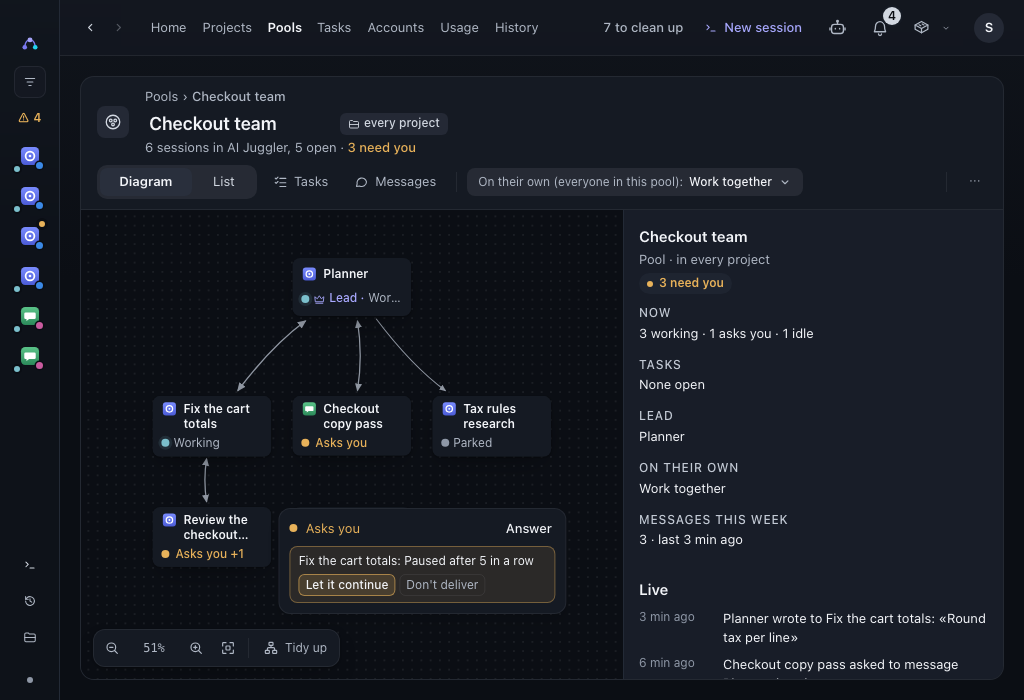 Home Projects Pools Tasks Accounts Usage History
7 to clean up
New session
4
S
4
Pools › Checkout team
Checkout team
every project
6 sessions in AI Juggler, 5 open · 3 need you
Diagram List Tasks Messages
On their own (everyone in this pool): Work together
Planner
Lead · Wor...
Fix the cart
totals
Working
Checkout
copy pass
Asks you
Tax rules
research
Parked
Review the
checkout...
Asks you +1
Asks you
Answer
Fix the cart totals: Paused after 5 in a row
Let it continue
Don't deliver
51%
Tidy up
Checkout team
Pool · in every project
3 need you
NOW
3 working · 1 asks you · 1 idle
TASKS
None open
LEAD
Planner
ON THEIR OWN
Work together
MESSAGES THIS WEEK
3 · last 3 min ago
Live
3 min ago
Planner wrote to Fix the cart totals: «Round
tax per line»
6 min ago
Checkout copy pass asked to message